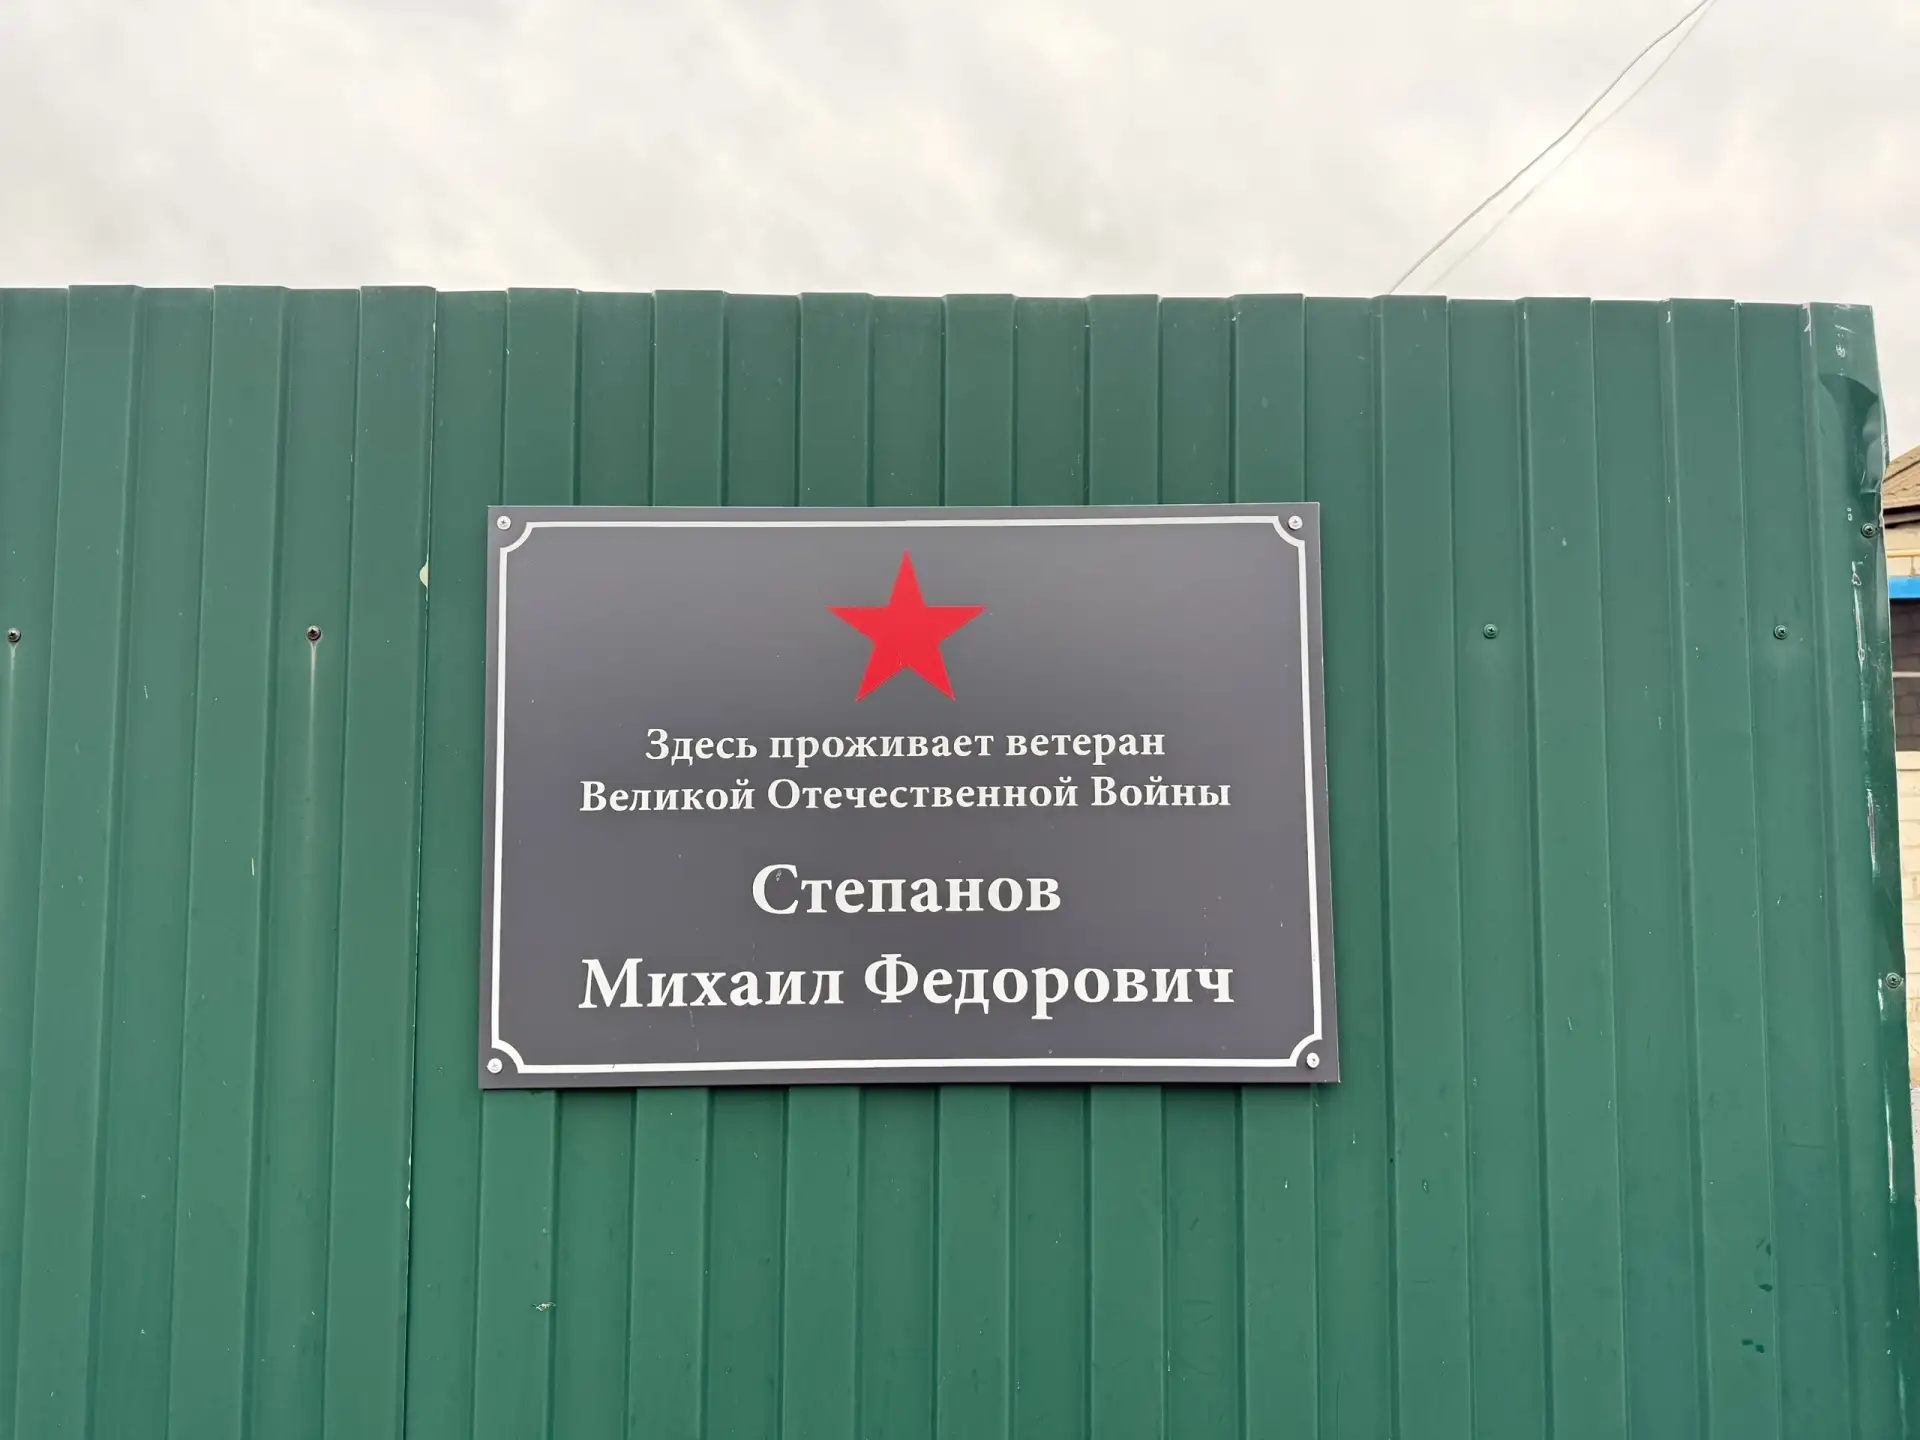 Здесь проживает ветеран
Великой Отечественной Войны
Степанов
Михаил Федорович